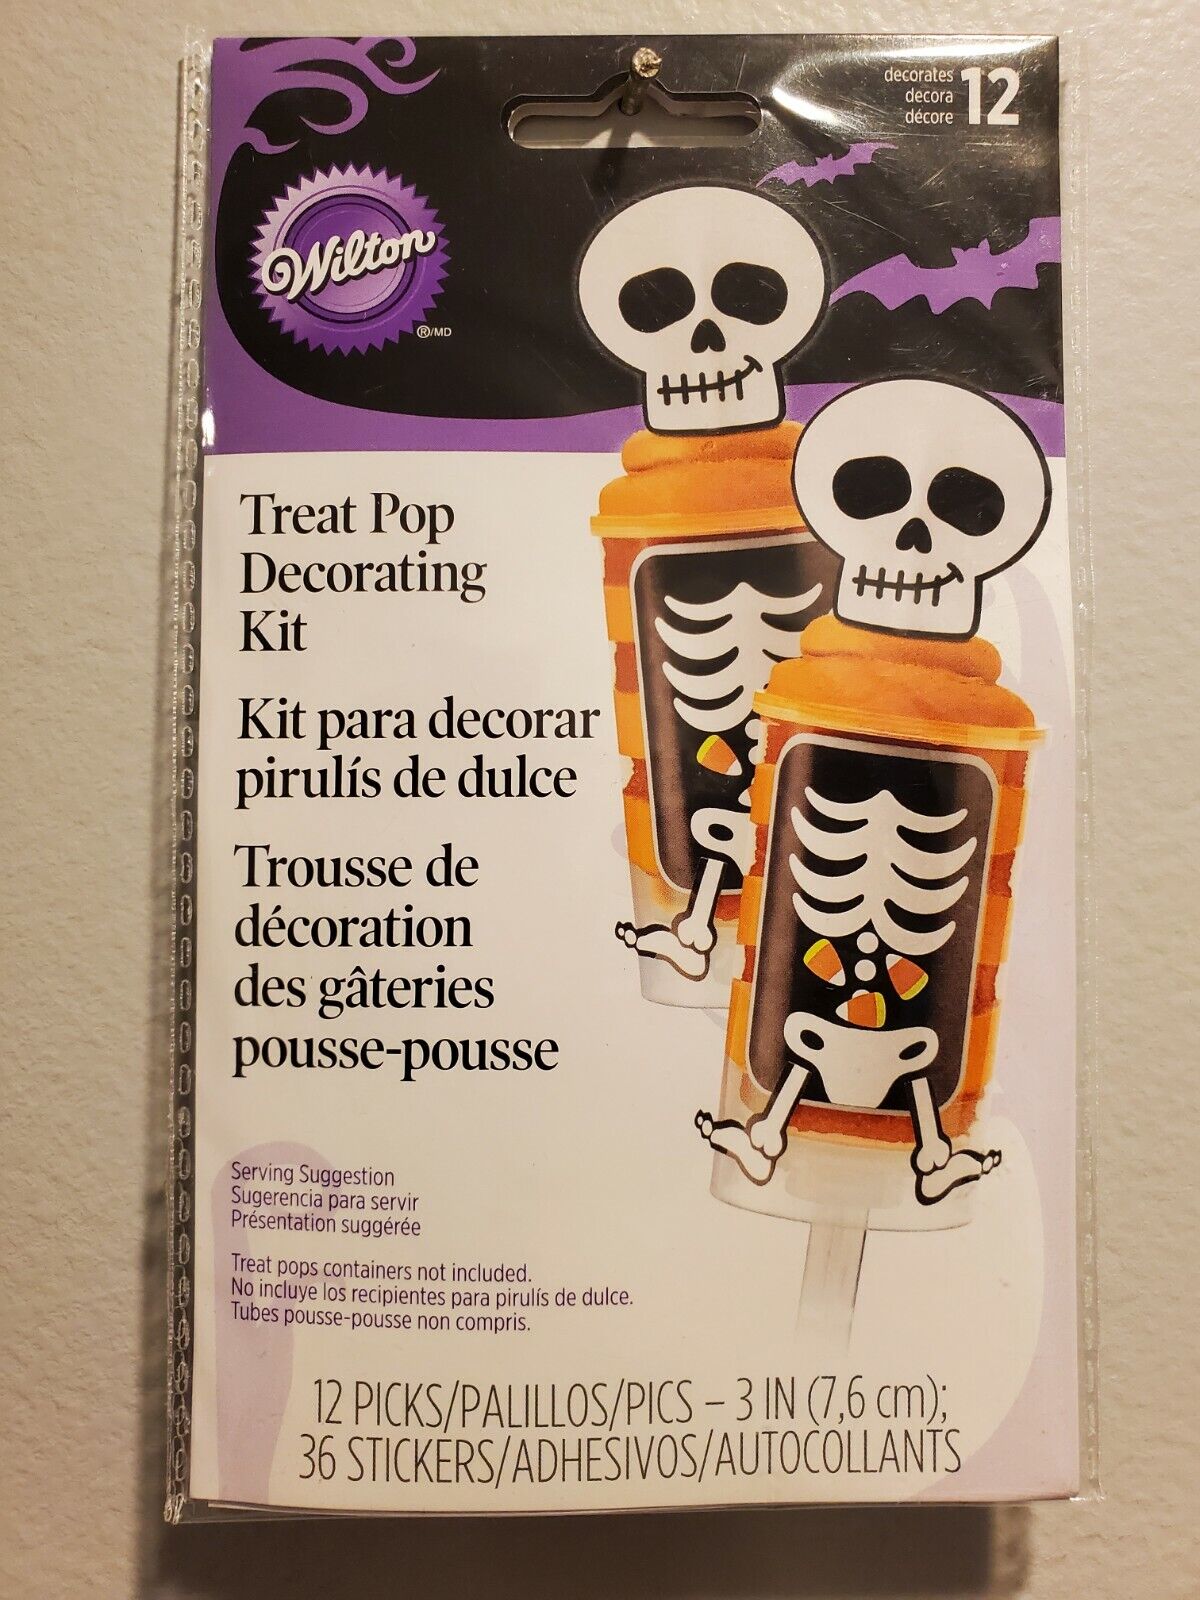 decorates
decora
décore
12
Wilton
®/MD
Treat Pop
Decorating
Kit
Kit para decorar
pirulís de dulce
Trousse de
décoration
des gâteries
pousse-pousse
Serving Suggestion
Sugerencia para servir
Présentation suggérée
Treat pops containers not included.
No incluye los recipientes para pirulís de dulce.
Tubes pousse-pousse non compris.
12 PICKS/PALILLOS/PICS – 3 IN (7,6 cm);
36 STICKERS/ADHESIVOS/AUTOCOLLANTS